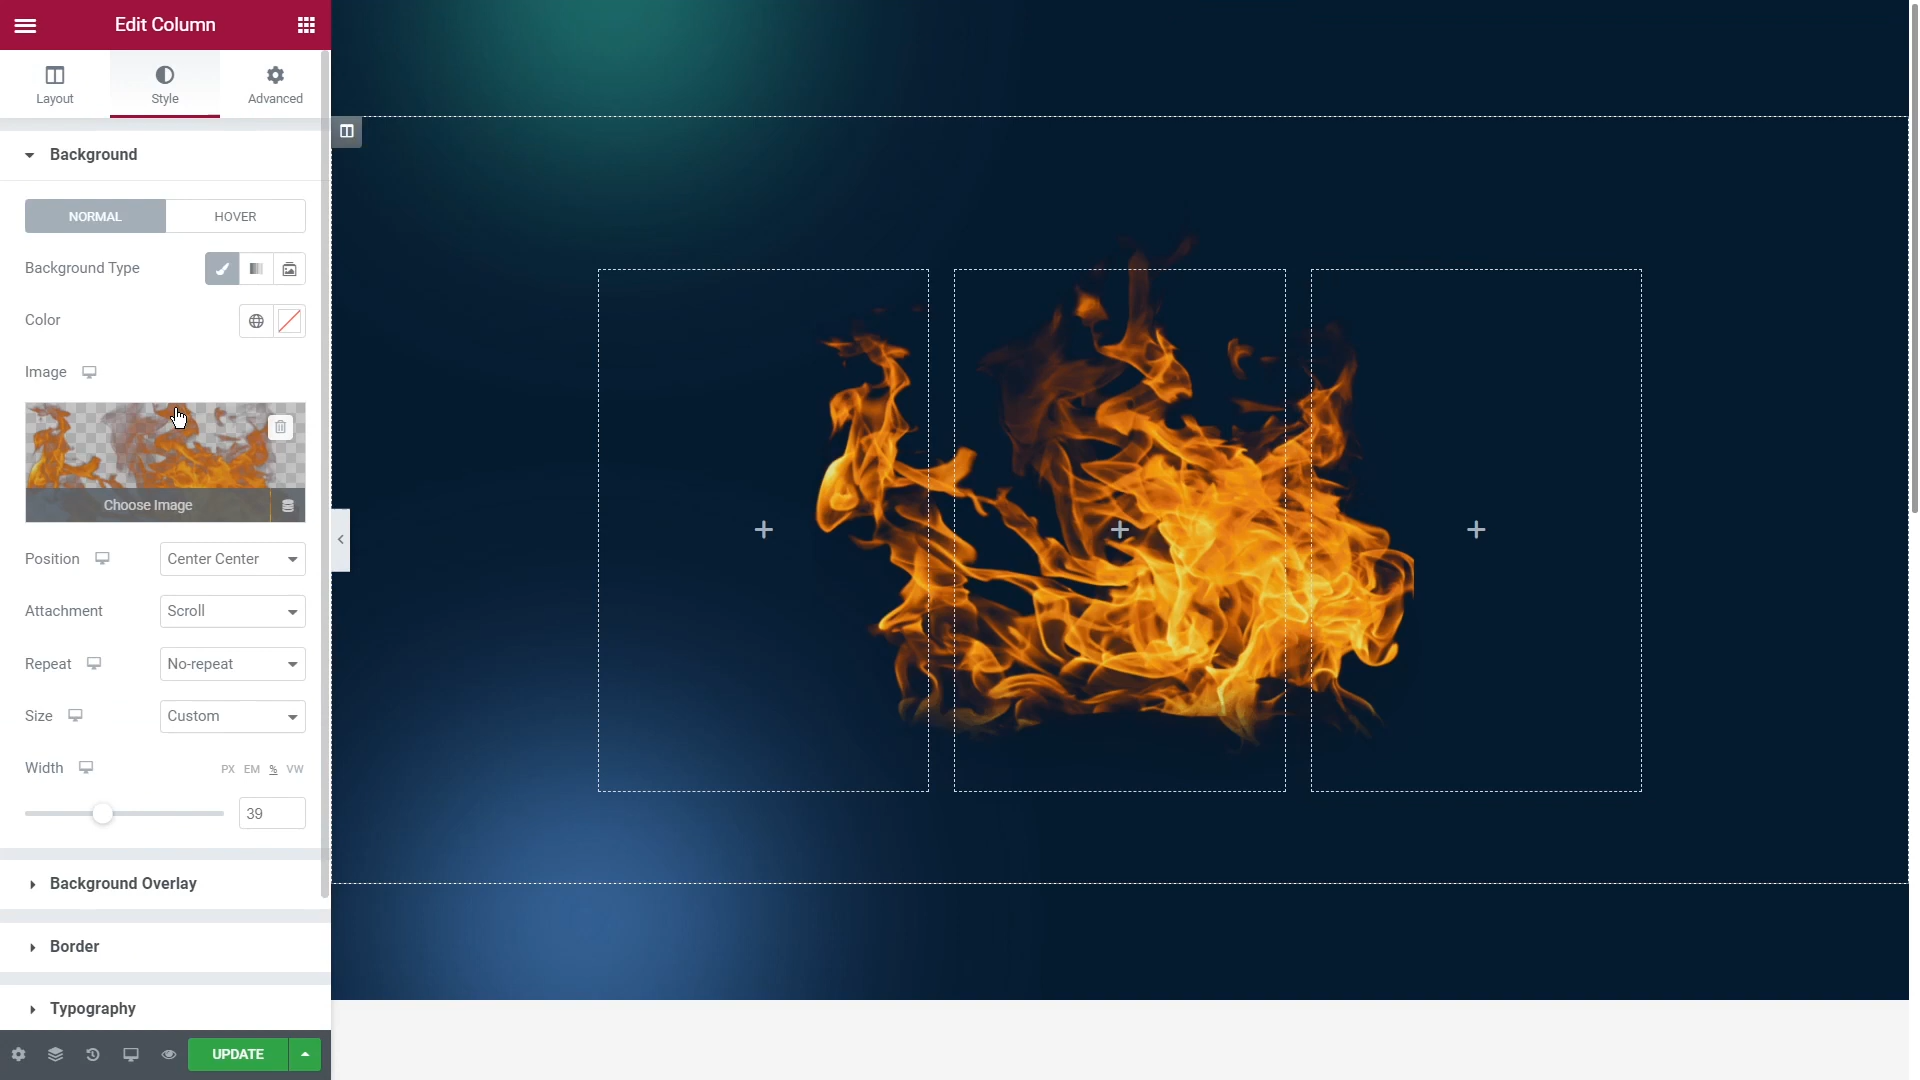 Edit Column
Layout
Style
Advanced
Background
NORMAL
HOVER
Background Type
Color
Image
Choose Image
Position
Center Center
Attachment
Scroll
Repeat
No-repeat
Size
Custom
Width
PX EM % VW
39
Background Overlay
Border
Typography
UPDATE